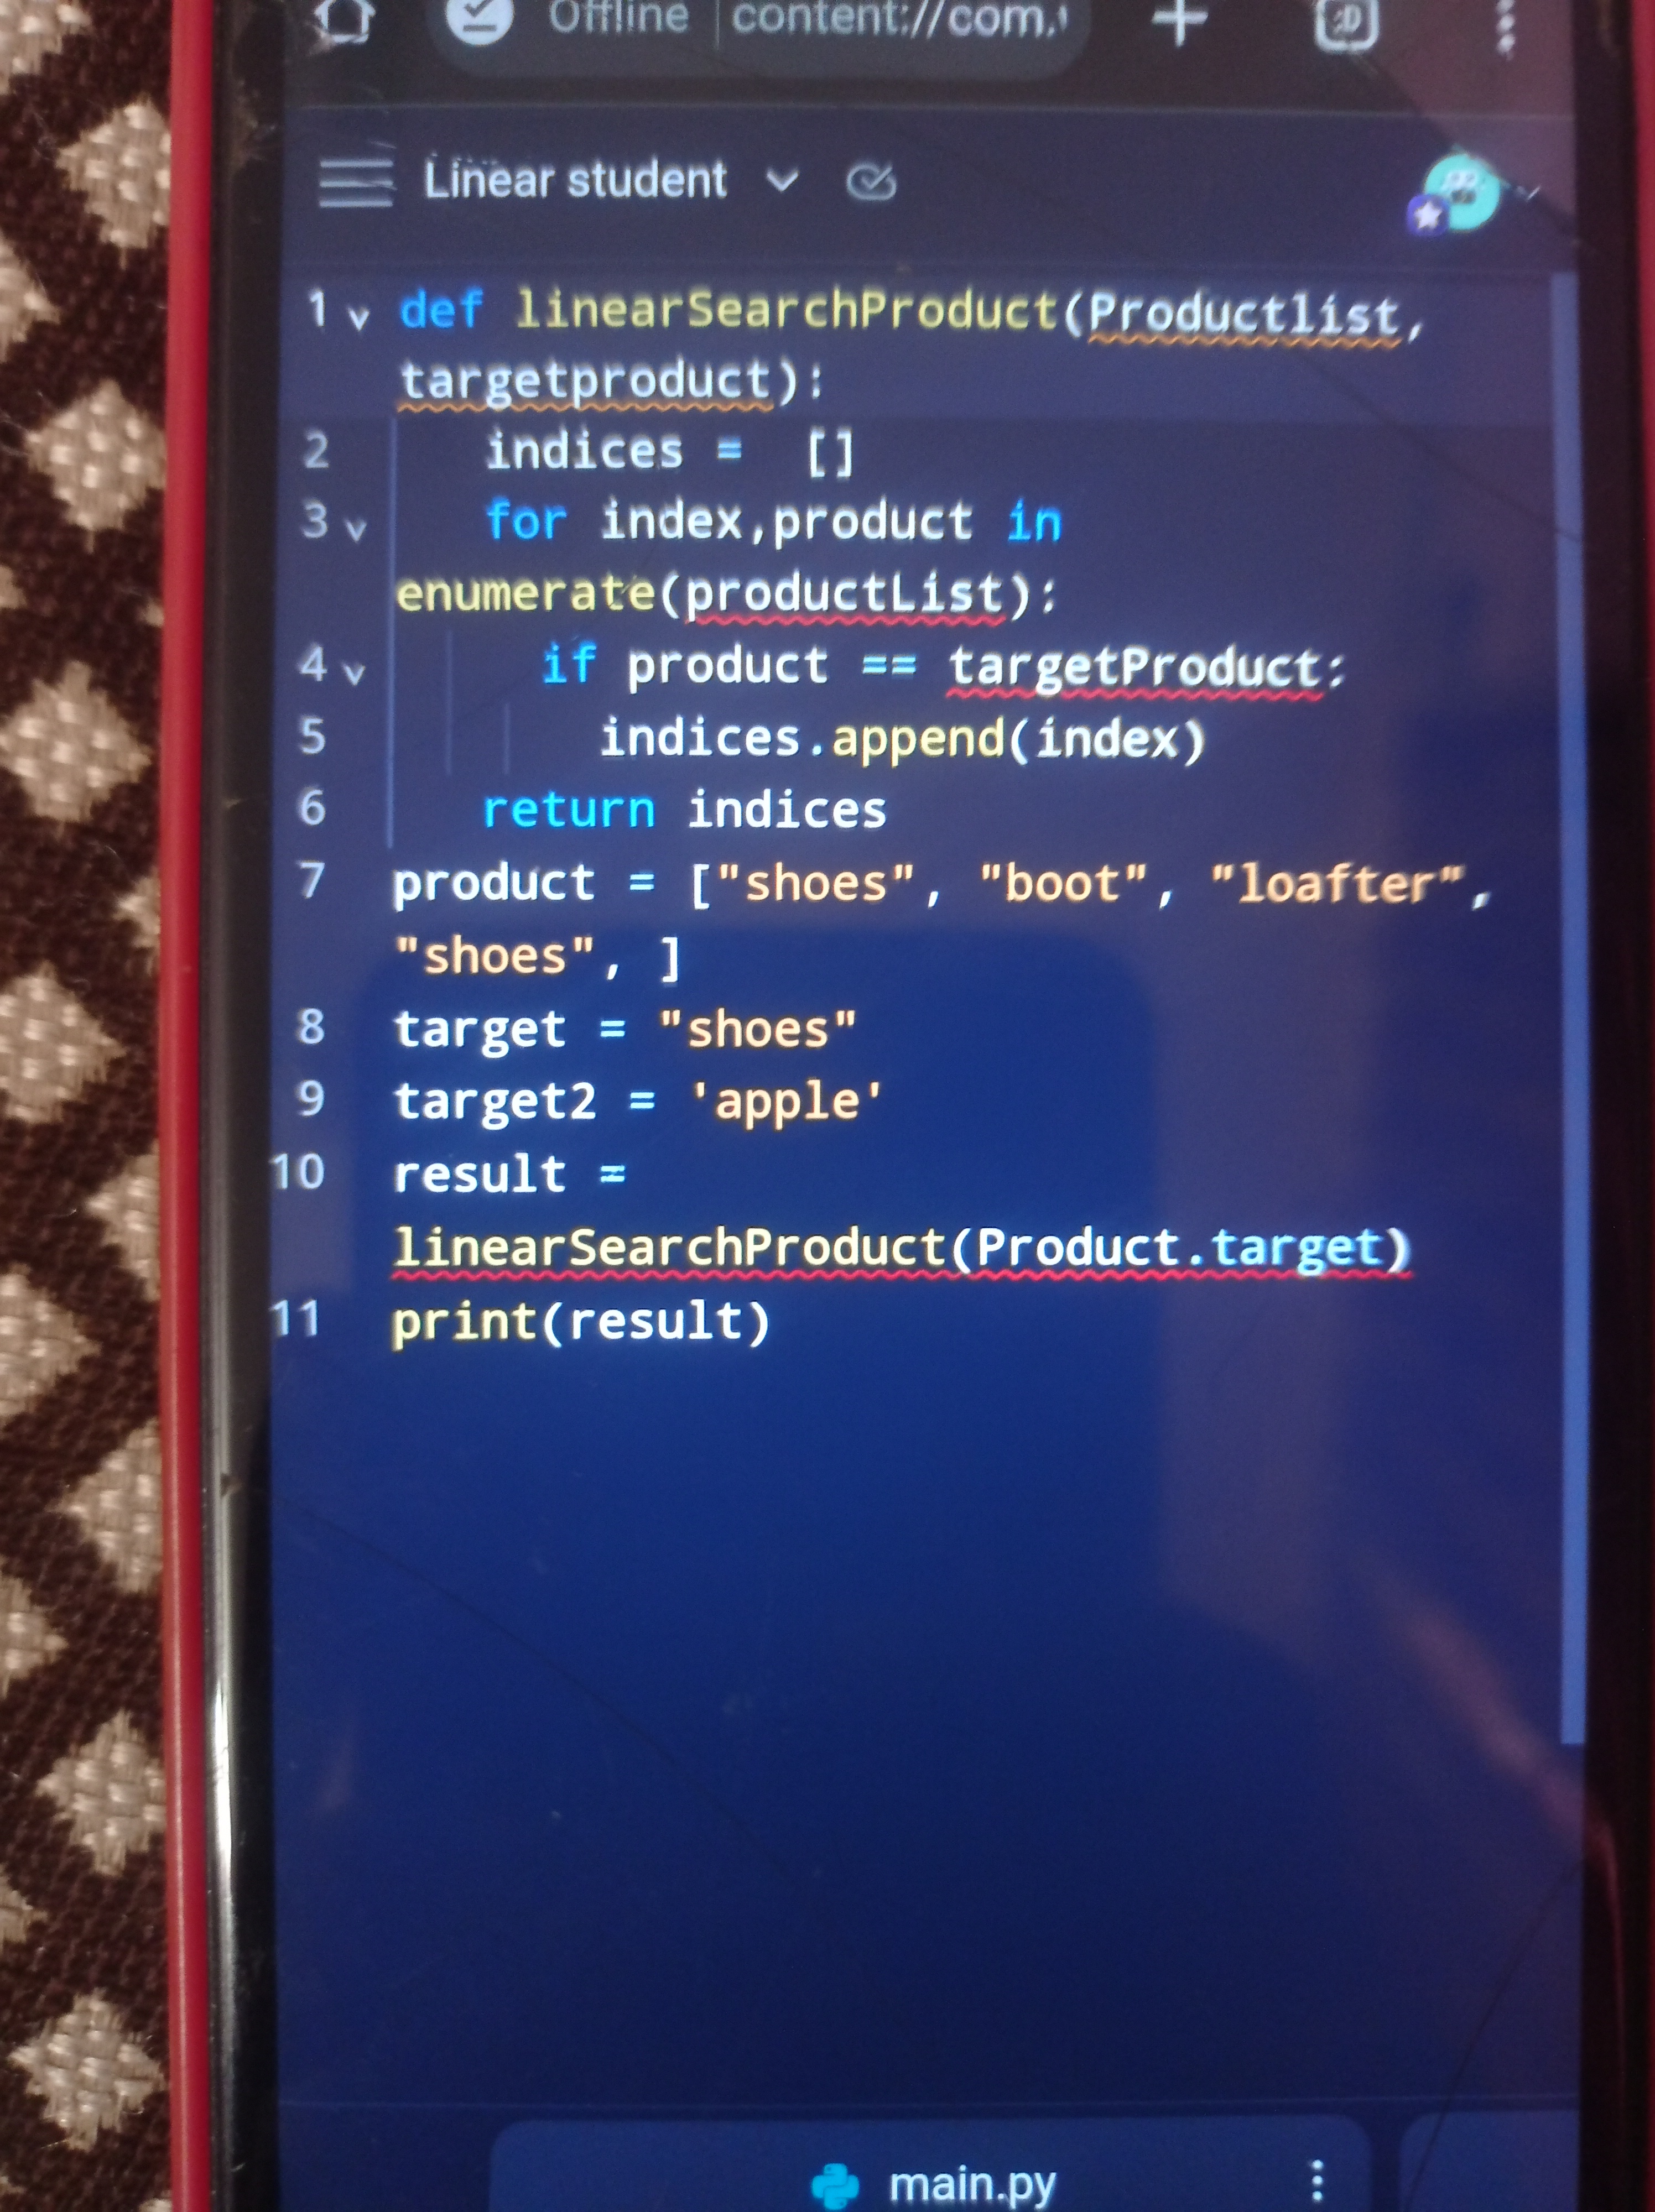 Offline content://com.
Linear student
1 def linearSearchProduct(Productlist,
targetproduct):
2 indices = []
3 for index,product in
enumerate(productList):
4 if product == targetProduct:
5 indices.append(index)
6 return indices
7 product = ["shoes", "boot", "loafter",
"shoes", ]
8 target = "shoes"
9 target2 = 'apple'
10 result =
linearSearchProduct(Product.target)
11 print(result)
main.py